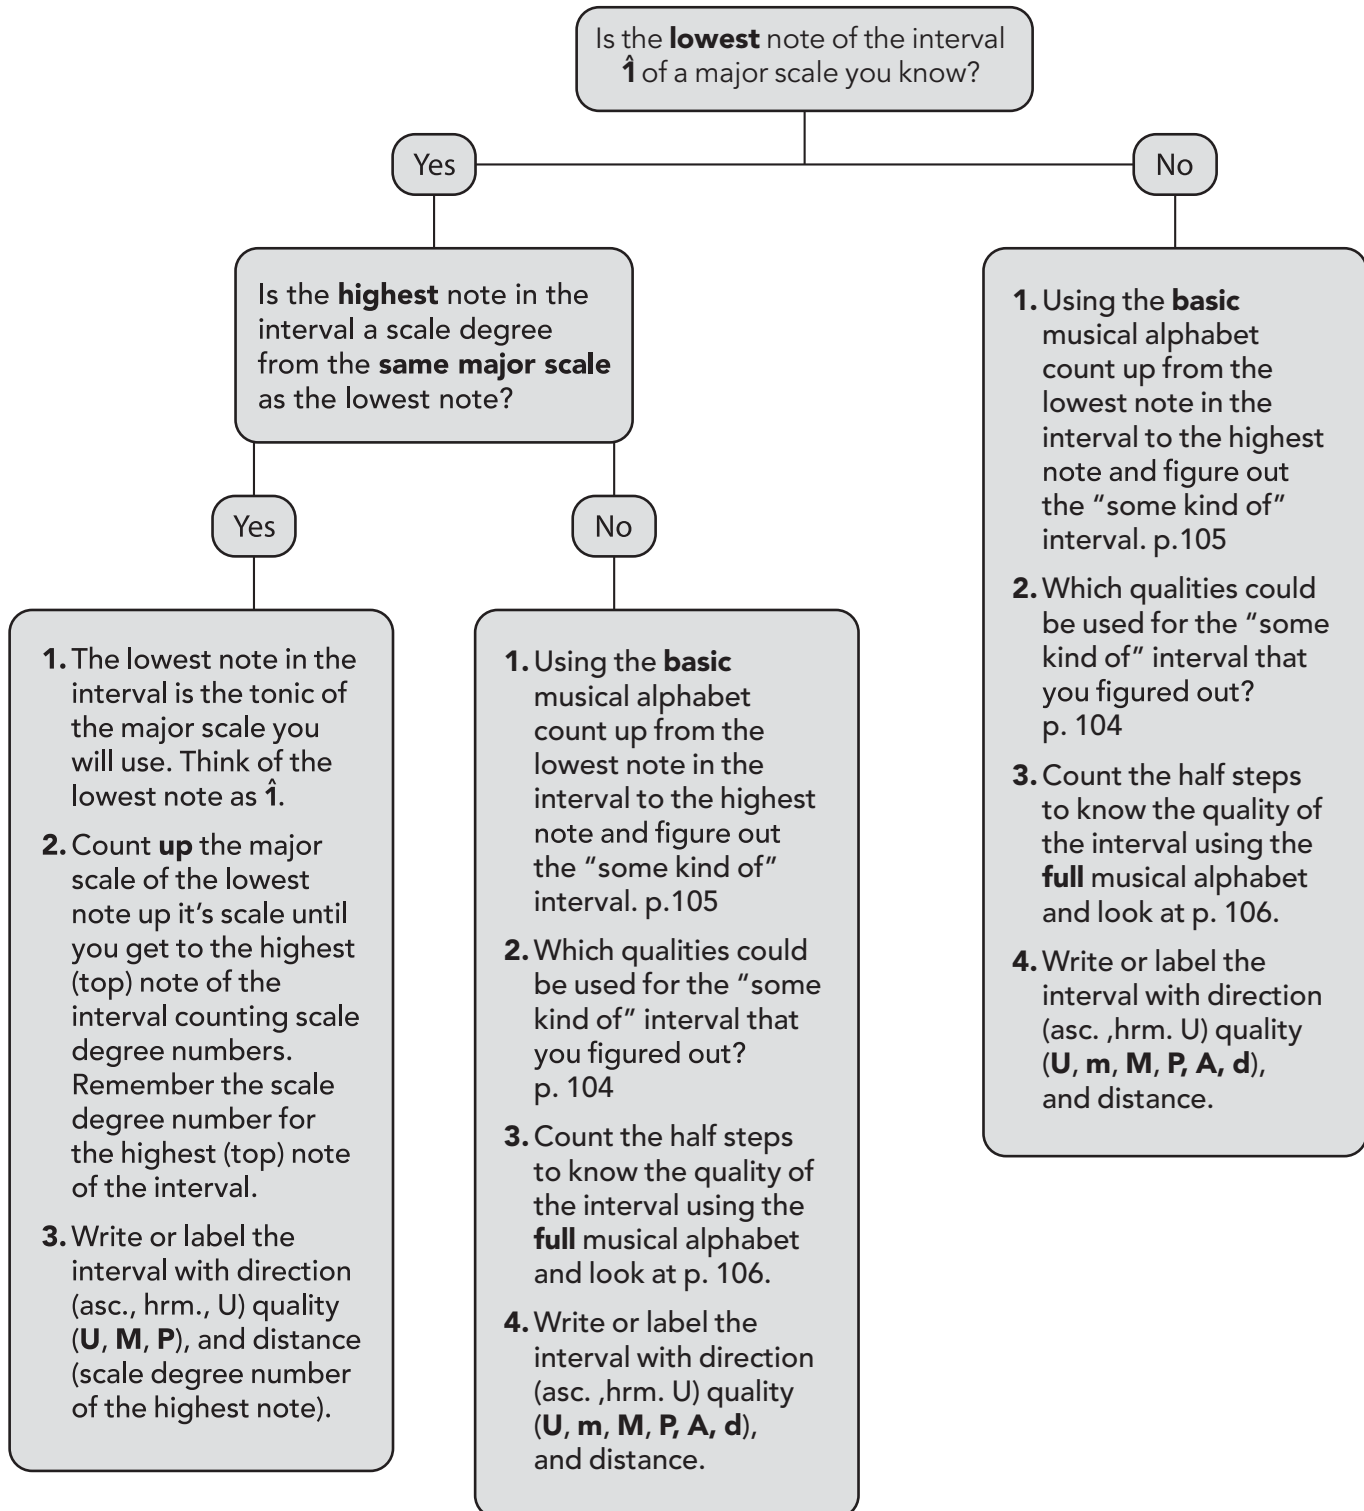 Is the lowest note of the interval
1̂ of a major scale you know?
Yes
No
Is the highest note in the
interval a scale degree
from the same major scale
as the lowest note?
Yes
No
1. The lowest note in the
interval is the tonic of
the major scale you
will use. Think of the
lowest note as 1̂.
2. Count up the major
scale of the lowest
note up it's scale until
you get to the highest
(top) note of the
interval counting scale
degree numbers.
Remember the scale
degree number for
the highest (top) note
of the interval.
3. Write or label the
interval with direction
(asc., hrm., U) quality
(U, M, P), and distance
(scale degree number
of the highest note).
1. Using the basic
musical alphabet
count up from the
lowest note in the
interval to the highest
note and figure out
the “some kind of”
interval. p.105
2. Which qualities could
be used for the “some
kind of” interval that
you figured out?
p. 104
3. Count the half steps
to know the quality of
the interval using the
full musical alphabet
and look at p. 106.
4. Write or label the
interval with direction
(asc. ,hrm. U) quality
(U, m, M, P, A, d),
and distance.
1. Using the basic
musical alphabet
count up from the
lowest note in the
interval to the highest
note and figure out
the “some kind of”
interval. p.105
2. Which qualities could
be used for the “some
kind of” interval that
you figured out?
p. 104
3. Count the half steps
to know the quality of
the interval using the
full musical alphabet
and look at p. 106.
4. Write or label the
interval with direction
(asc. ,hrm. U) quality
(U, m, M, P, A, d),
and distance.